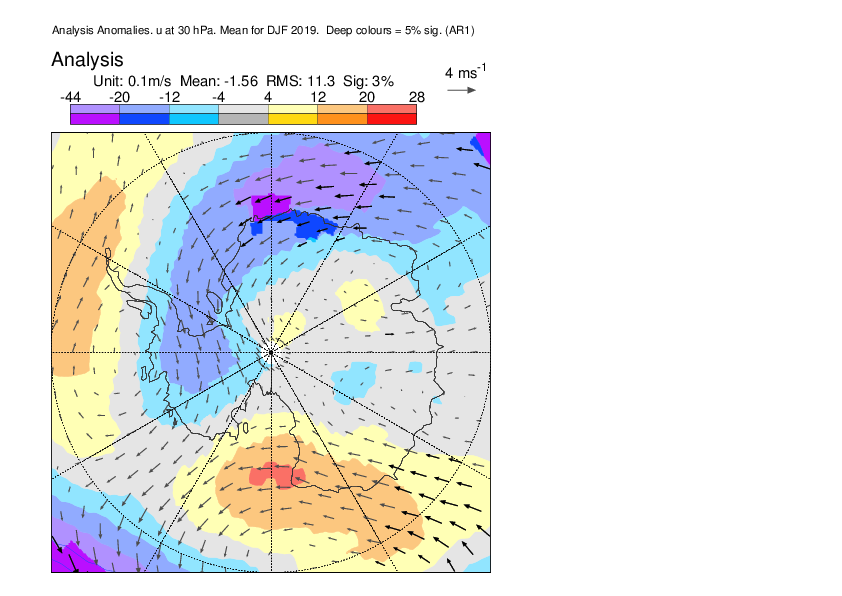 Analysis Anomalies. u at 30 hPa. Mean for DJF 2019.  Deep colours = 5% sig. (AR1)
Analysis
Unit: 0.1m/s  Mean: -1.56  RMS: 11.3  Sig: 3%
4 ms-1
-44 -20 -12 -4 4 12 20 28